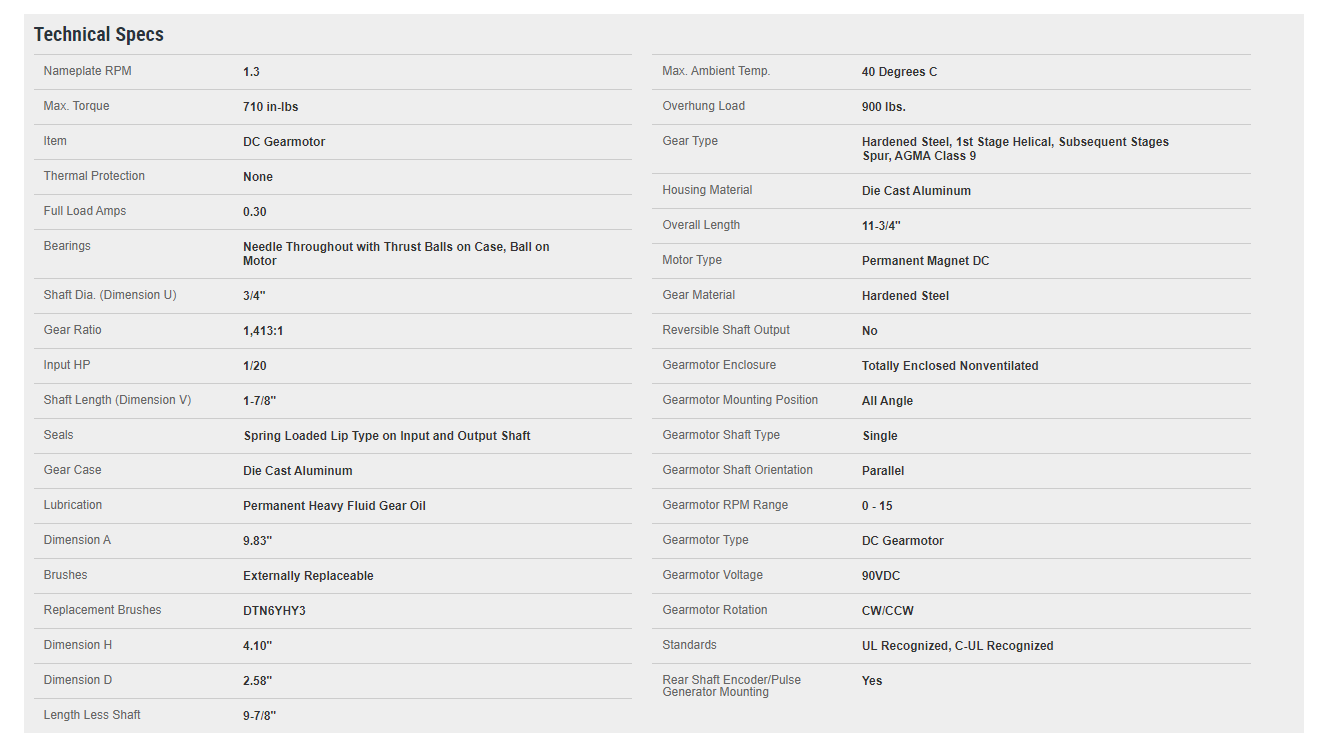 Technical Specs
Nameplate RPM 1.3
Max. Torque 710 in-lbs
Item DC Gearmotor
Thermal Protection None
Full Load Amps 0.30
Bearings Needle Throughout with Thrust Balls on Case, Ball on
Motor
Shaft Dia. (Dimension U) 3/4"
Gear Ratio 1,413:1
Input HP 1/20
Shaft Length (Dimension V) 1-7/8"
Seals Spring Loaded Lip Type on Input and Output Shaft
Gear Case Die Cast Aluminum
Lubrication Permanent Heavy Fluid Gear Oil
Dimension A 9.83"
Brushes Externally Replaceable
Replacement Brushes DTN6YHY3
Dimension H 4.10"
Dimension D 2.58"
Length Less Shaft 9-7/8"
Max. Ambient Temp. 40 Degrees C
Overhung Load 900 lbs.
Gear Type Hardened Steel, 1st Stage Helical, Subsequent Stages
Spur, AGMA Class 9
Housing Material Die Cast Aluminum
Overall Length 11-3/4"
Motor Type Permanent Magnet DC
Gear Material Hardened Steel
Reversible Shaft Output No
Gearmotor Enclosure Totally Enclosed Nonventilated
Gearmotor Mounting Position All Angle
Gearmotor Shaft Type Single
Gearmotor Shaft Orientation Parallel
Gearmotor RPM Range 0 - 15
Gearmotor Type DC Gearmotor
Gearmotor Voltage 90VDC
Gearmotor Rotation CW/CCW
Standards UL Recognized, C-UL Recognized
Rear Shaft Encoder/Pulse Yes
Generator Mounting